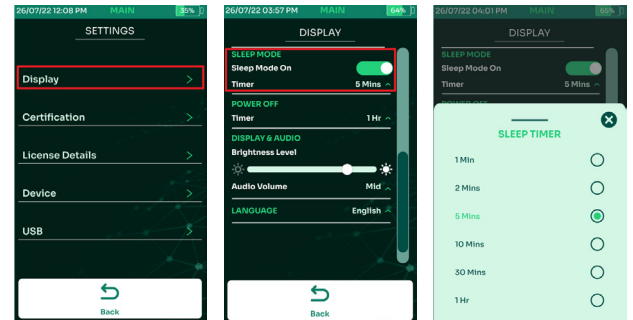 26/07/22 12:08 PM MAIN 35%
SETTINGS
Display
Certification
License Details
Device
USB
Back
26/07/22 03:57 PM MAIN 64%
DISPLAY
SLEEP MODE
Sleep Mode On
Timer 5 Mins
POWER OFF
Timer 1 Hr
DISPLAY & AUDIO
Brightness Level
Audio Volume Mid
LANGUAGE English
Back
26/07/22 04:01 PM MAIN 65%
DISPLAY
SLEEP MODE
Sleep Mode On
Timer 5 Mins
POWER OFF
SLEEP TIMER
1 Min
2 Mins
5 Mins
10 Mins
30 Mins
1 Hr